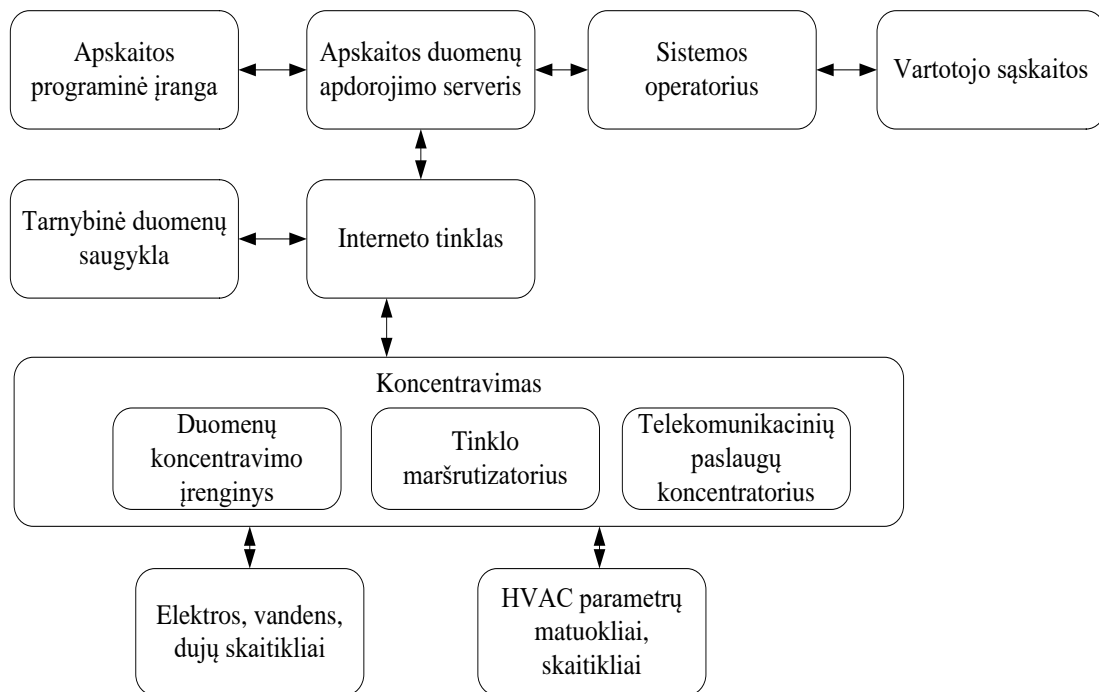 Apskaitos
programinė įranga
Apskaitos duomenų
apdorojimo serveris
Sistemos
operatorius
Vartotojo sąskaitos
Tarnybinė duomenų
saugykla
Interneto tinklas
Koncentravimas
Duomenų
koncentravimo
įrenginys
Tinklo
maršrutizatorius
Telekomunikacinių
paslaugų
koncentratorius
Elektros, vandens,
dujų skaitikliai
HVAC parametrų
matuokliai,
skaitikliai